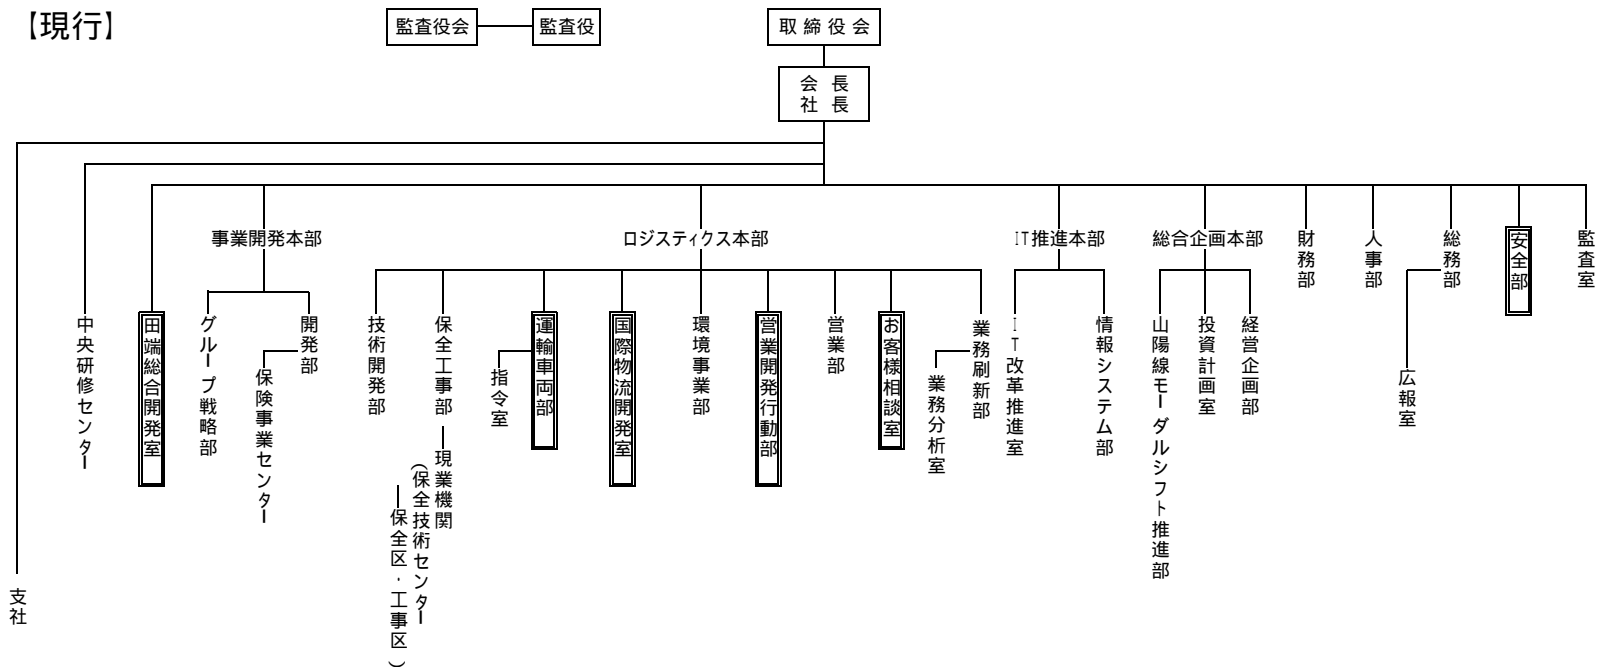 【現行】
監査役会
監査役
取締役会
会長
社長
事業開発本部
ロジスティクス本部
IT推進本部
総合企画本部
財務部
人事部
総務部
安全部
監査室
中央研修センター
田端総合開発室
グループ戦略部
開発部
保険事業センター
技術開発部
保全工事部
運輸車両部
指令室
国際物流開発室
環境事業部
営業開発行動部
営業部
お客様相談室
業務刷新部
業務分析室
IT改革推進室
情報システム部
山陽線モーダルシフト推進部
投資計画室
経営企画部
広報室
現業機関
(保全技術センター
保全区・工事区)
支社